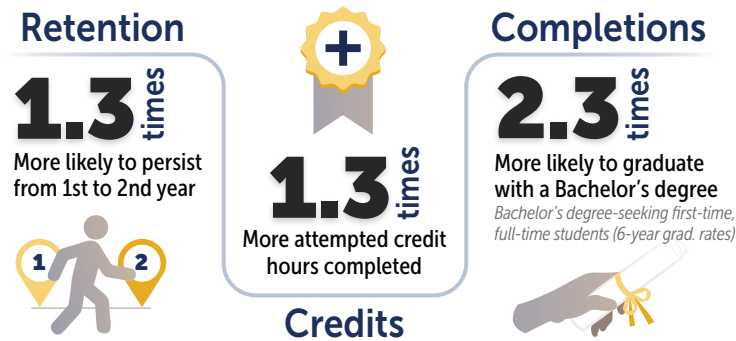 Retention
1.3 times
More likely to persist
from 1st to 2nd year
1
2
+
1.3 times
More attempted credit
hours completed
Credits
Completions
2.3 times
More likely to graduate
with a Bachelor's degree
Bachelor's degree-seeking first-time,
full-time students (6-year grad. rates)